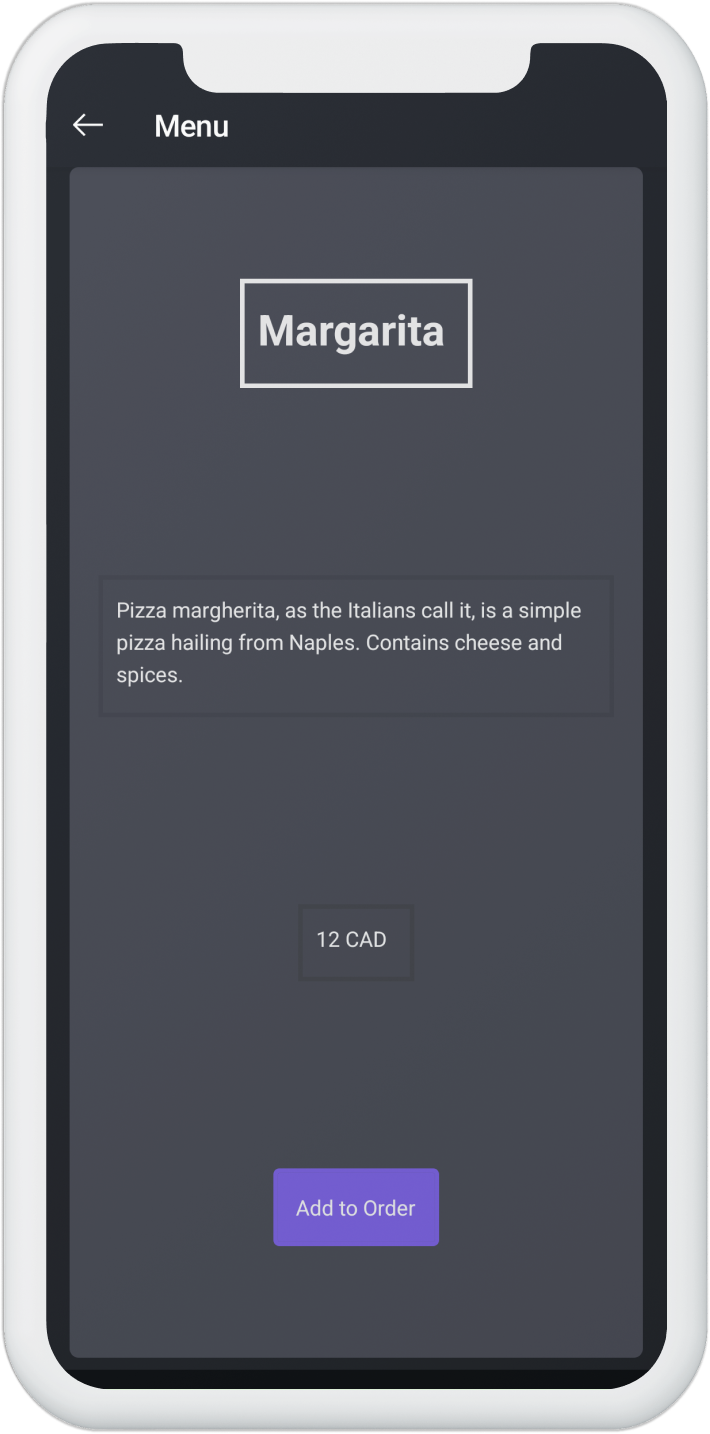 Menu
Margarita
Pizza margherita, as the Italians call it, is a simple
pizza hailing from Naples. Contains cheese and
spices.
12 CAD
Add to Order